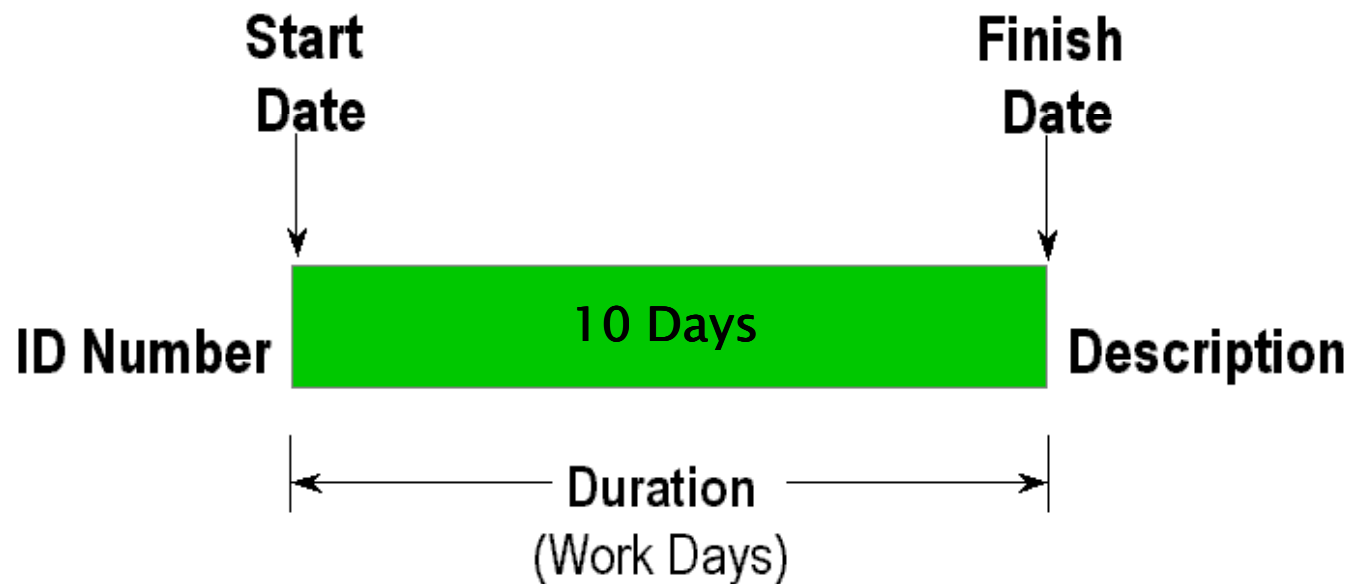 Start
Date
Finish
Date
10 Days
ID Number
Description
Duration
(Work Days)